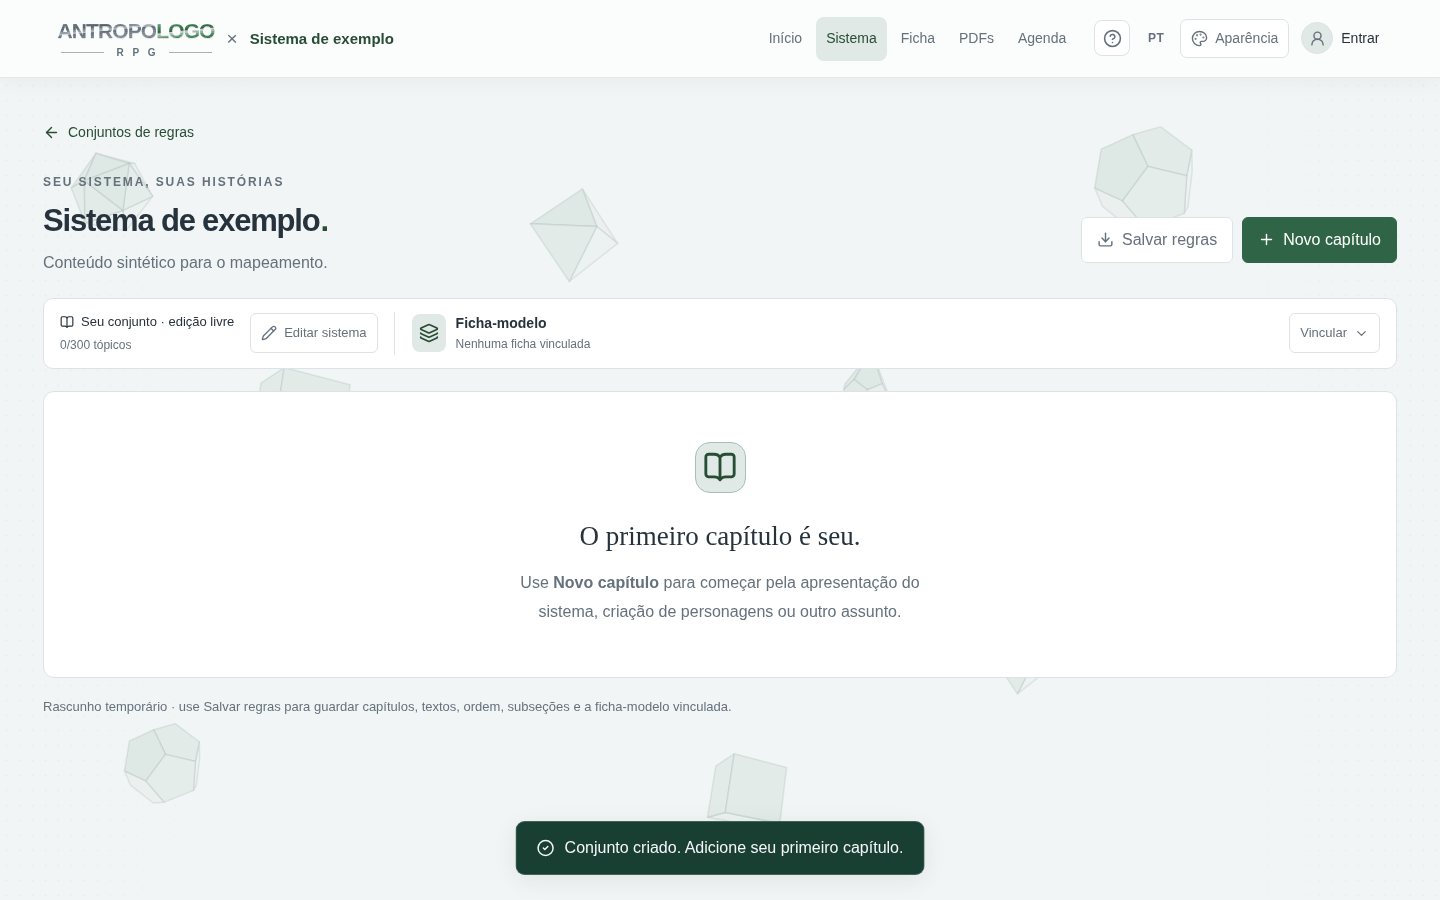 ANTROPOLOGO
RPG
× Sistema de exemplo
Início
Sistema
Ficha
PDFs
Agenda
PT
Aparência
Entrar
Conjuntos de regras
SEU SISTEMA, SUAS HISTÓRIAS
Sistema de exemplo.
Conteúdo sintético para o mapeamento.
Salvar regras
Novo capítulo
Seu conjunto · edição livre
0/300 tópicos
Editar sistema
Ficha-modelo
Nenhuma ficha vinculada
Vincular
O primeiro capítulo é seu.
Use Novo capítulo para começar pela apresentação do
sistema, criação de personagens ou outro assunto.
Rascunho temporário · use Salvar regras para guardar capítulos, textos, ordem, subseções e a ficha-modelo vinculada.
Conjunto criado. Adicione seu primeiro capítulo.